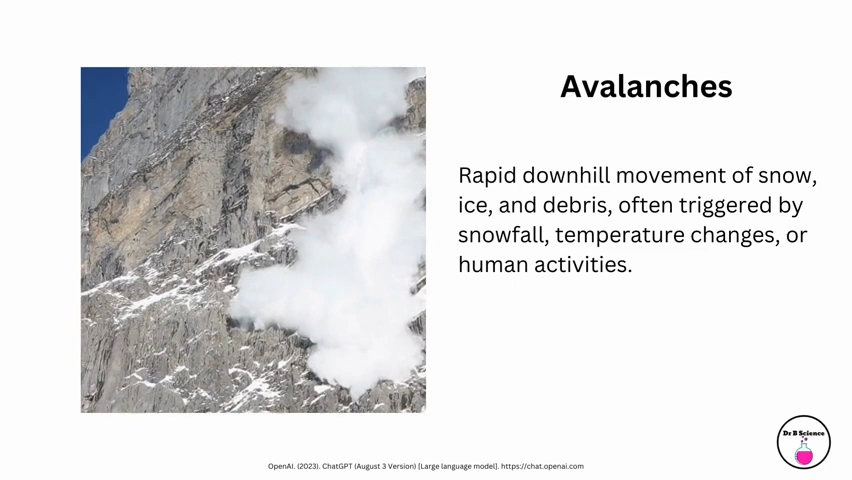 Avalanches
Rapid downhill movement of snow,
ice, and debris, often triggered by
snowfall, temperature changes, or
human activities.
Dr B Science
OpenAI. (2023). ChatGPT (August 3 Version) [Large language model]. https://chat.openai.com